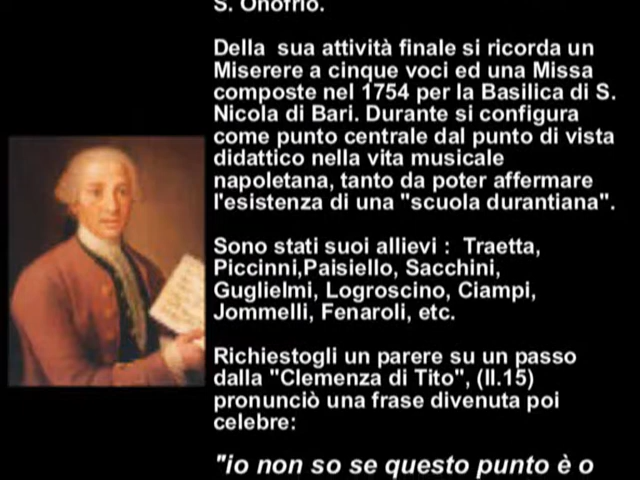 S. Onofrio.
Della sua attività finale si ricorda un
Miserere a cinque voci ed una Missa
composte nel 1754 per la Basilica di S.
Nicola di Bari. Durante si configura
come punto centrale dal punto di vista
didattico nella vita musicale
napoletana, tanto da poter affermare
l'esistenza di una "scuola durantiana".
Sono stati suoi allievi : Traetta,
Piccinni,Paisiello, Sacchini,
Guglielmi, Logroscino, Ciampi,
Jommelli, Fenaroli, etc.
Richiestogli un parere su un passo
dalla "Clemenza di Tito", (II.15)
pronunciò una frase divenuta poi
celebre:
"io non so se questo punto è o